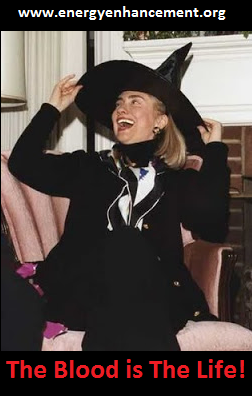 www.energyenhancement.org
The Blood is The Life!